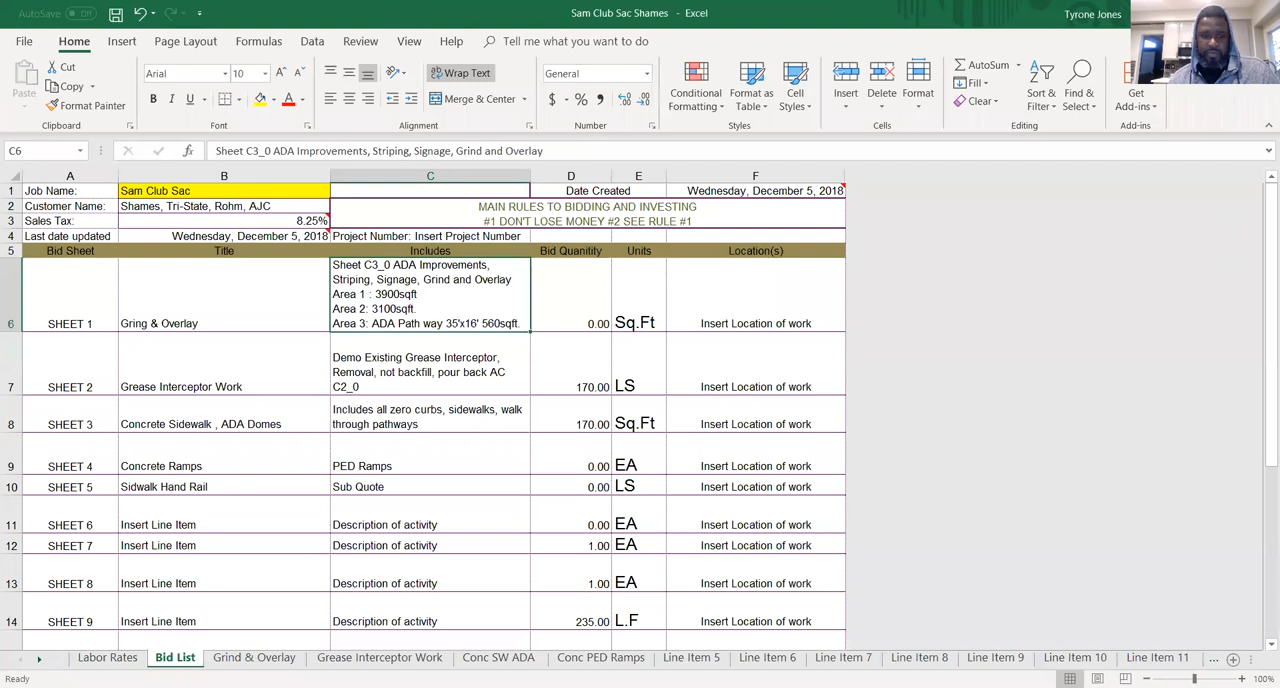 AutoSave Off
Sam Club Sac Shames - Excel
Tyrone Jones
File Home Insert Page Layout Formulas Data Review View Help Tell me what you want to do
Paste
Cut
Copy
Format Painter
Arial 10
B I U
Wrap Text
Merge & Center
General
$ % ,
Conditional Formatting
Format as Table
Cell Styles
Insert
Delete
Format
AutoSum
Fill
Clear
Sort & Filter
Find & Select
Get Add-ins
Clipboard Font Alignment Number Styles Cells Editing Add-ins
C6 fx Sheet C3_0 ADA Improvements, Striping, Signage, Grind and Overlay
A B C D E F
1 Job Name: Sam Club Sac Date Created Wednesday, December 5, 2018
2 Customer Name: Shames, Tri-State, Rohm, AJC MAIN RULES TO BIDDING AND INVESTING
3 Sales Tax: 8.25% #1 DON'T LOSE MONEY #2 SEE RULE #1
4 Last date updated Wednesday, December 5, 2018 Project Number: Insert Project Number
5 Bid Sheet Title Includes Bid Quanitity Units Location(s)
Sheet C3_0 ADA Improvements,
Striping, Signage, Grind and Overlay
Area 1 : 3900sqft
Area 2: 3100sqft.
6 SHEET 1 Gring & Overlay Area 3: ADA Path way 35'x16' 560sqft. 0.00 Sq.Ft Insert Location of work
Demo Existing Grease Interceptor,
Removal, not backfill, pour back AC
7 SHEET 2 Grease Interceptor Work C2_0 170.00 LS Insert Location of work
Includes all zero curbs, sidewalks, walk
8 SHEET 3 Concrete Sidewalk , ADA Domes through pathways 170.00 Sq.Ft Insert Location of work
9 SHEET 4 Concrete Ramps PED Ramps 0.00 EA Insert Location of work
10 SHEET 5 Sidwalk Hand Rail Sub Quote 0.00 LS Insert Location of work
11 SHEET 6 Insert Line Item Description of activity 0.00 EA Insert Location of work
12 SHEET 7 Insert Line Item Description of activity 1.00 EA Insert Location of work
13 SHEET 8 Insert Line Item Description of activity 1.00 EA Insert Location of work
14 SHEET 9 Insert Line Item Description of activity 235.00 L.F Insert Location of work
Labor Rates Bid List Grind & Overlay Grease Interceptor Work Conc SW ADA Conc PED Ramps Line Item 5 Line Item 6 Line Item 7 Line Item 8 Line Item 9 Line Item 10 Line Item 11 ...
Ready 100%